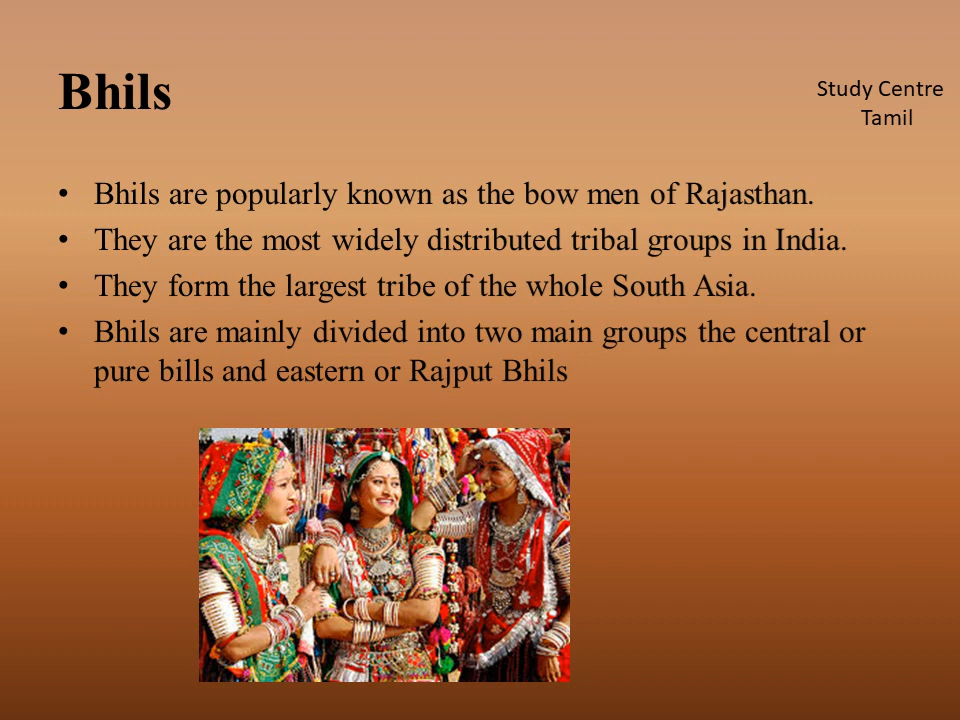 Bhils
Study Centre
Tamil
• Bhils are popularly known as the bow men of Rajasthan.
• They are the most widely distributed tribal groups in India.
• They form the largest tribe of the whole South Asia.
• Bhils are mainly divided into two main groups the central or
pure bills and eastern or Rajput Bhils